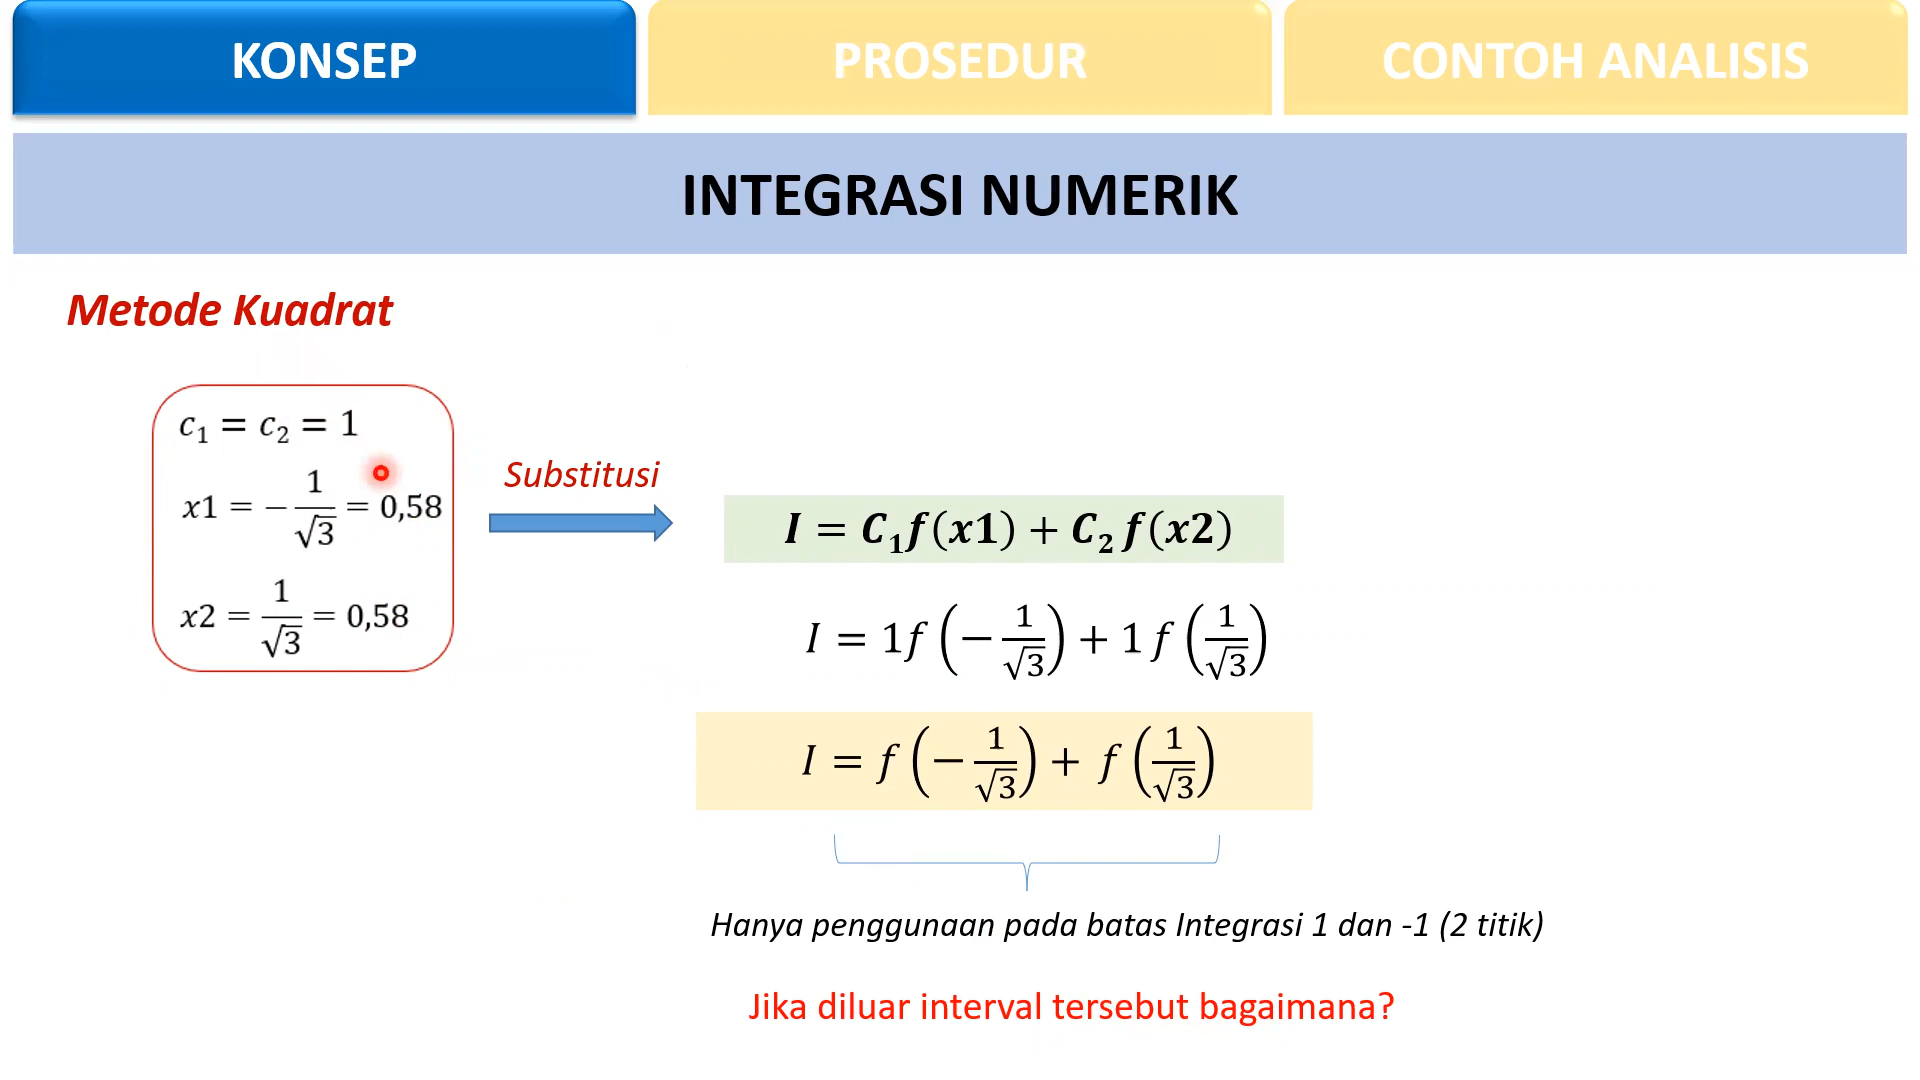 KONSEP
PROSEDUR
CONTOH ANALISIS
INTEGRASI NUMERIK
Metode Kuadrat
c₁ = c₂ = 1
x1 = −1/√3 = 0,58
x2 = 1/√3 = 0,58
Substitusi
I = C₁f(x1) + C₂ f(x2)
I = 1f(−1/√3) + 1 f(1/√3)
I = f(−1/√3) + f(1/√3)
Hanya penggunaan pada batas Integrasi 1 dan -1 (2 titik)
Jika diluar interval tersebut bagaimana?